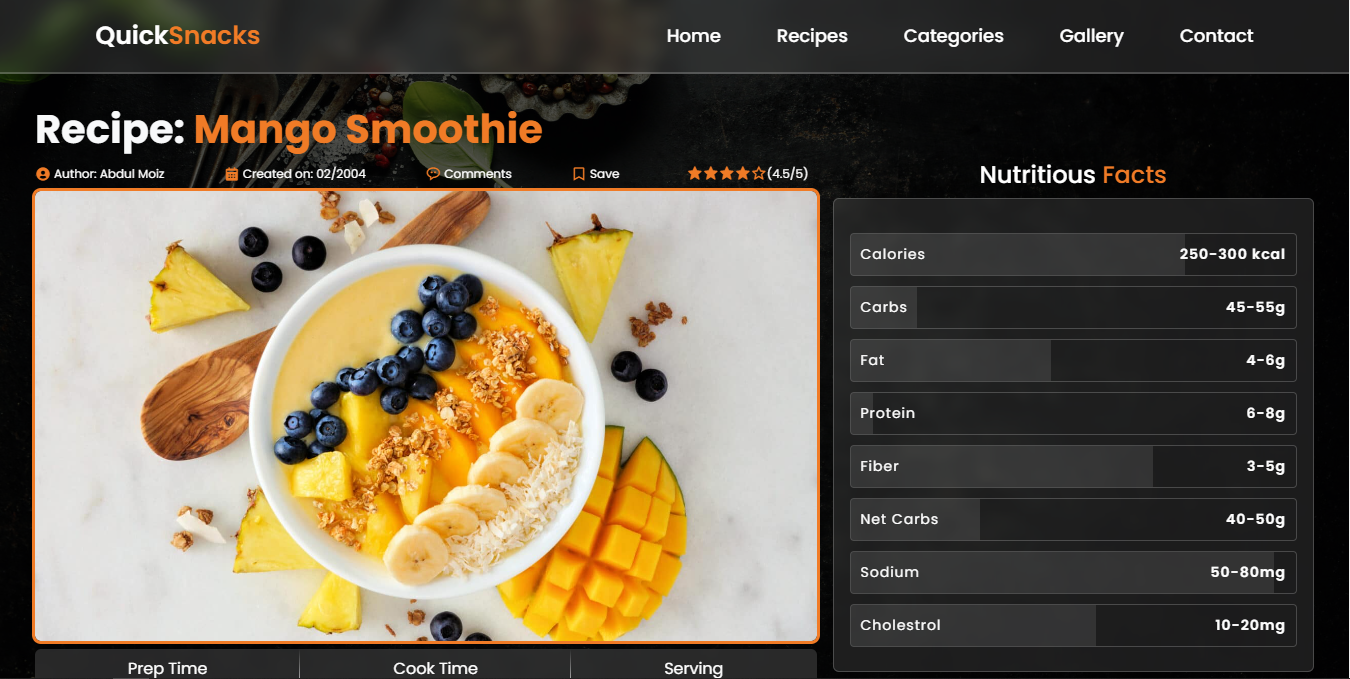 QuickSnacks
Home Recipes Categories Gallery Contact
Recipe: Mango Smoothie
Author: Abdul Moiz Created on: 02/2004 Comments Save (4.5/5)
Nutritious Facts
Calories 250-300 kcal
Carbs 45-55g
Fat 4-6g
Protein 6-8g
Fiber 3-5g
Net Carbs 40-50g
Sodium 50-80mg
Cholestrol 10-20mg
Prep Time Cook Time Serving